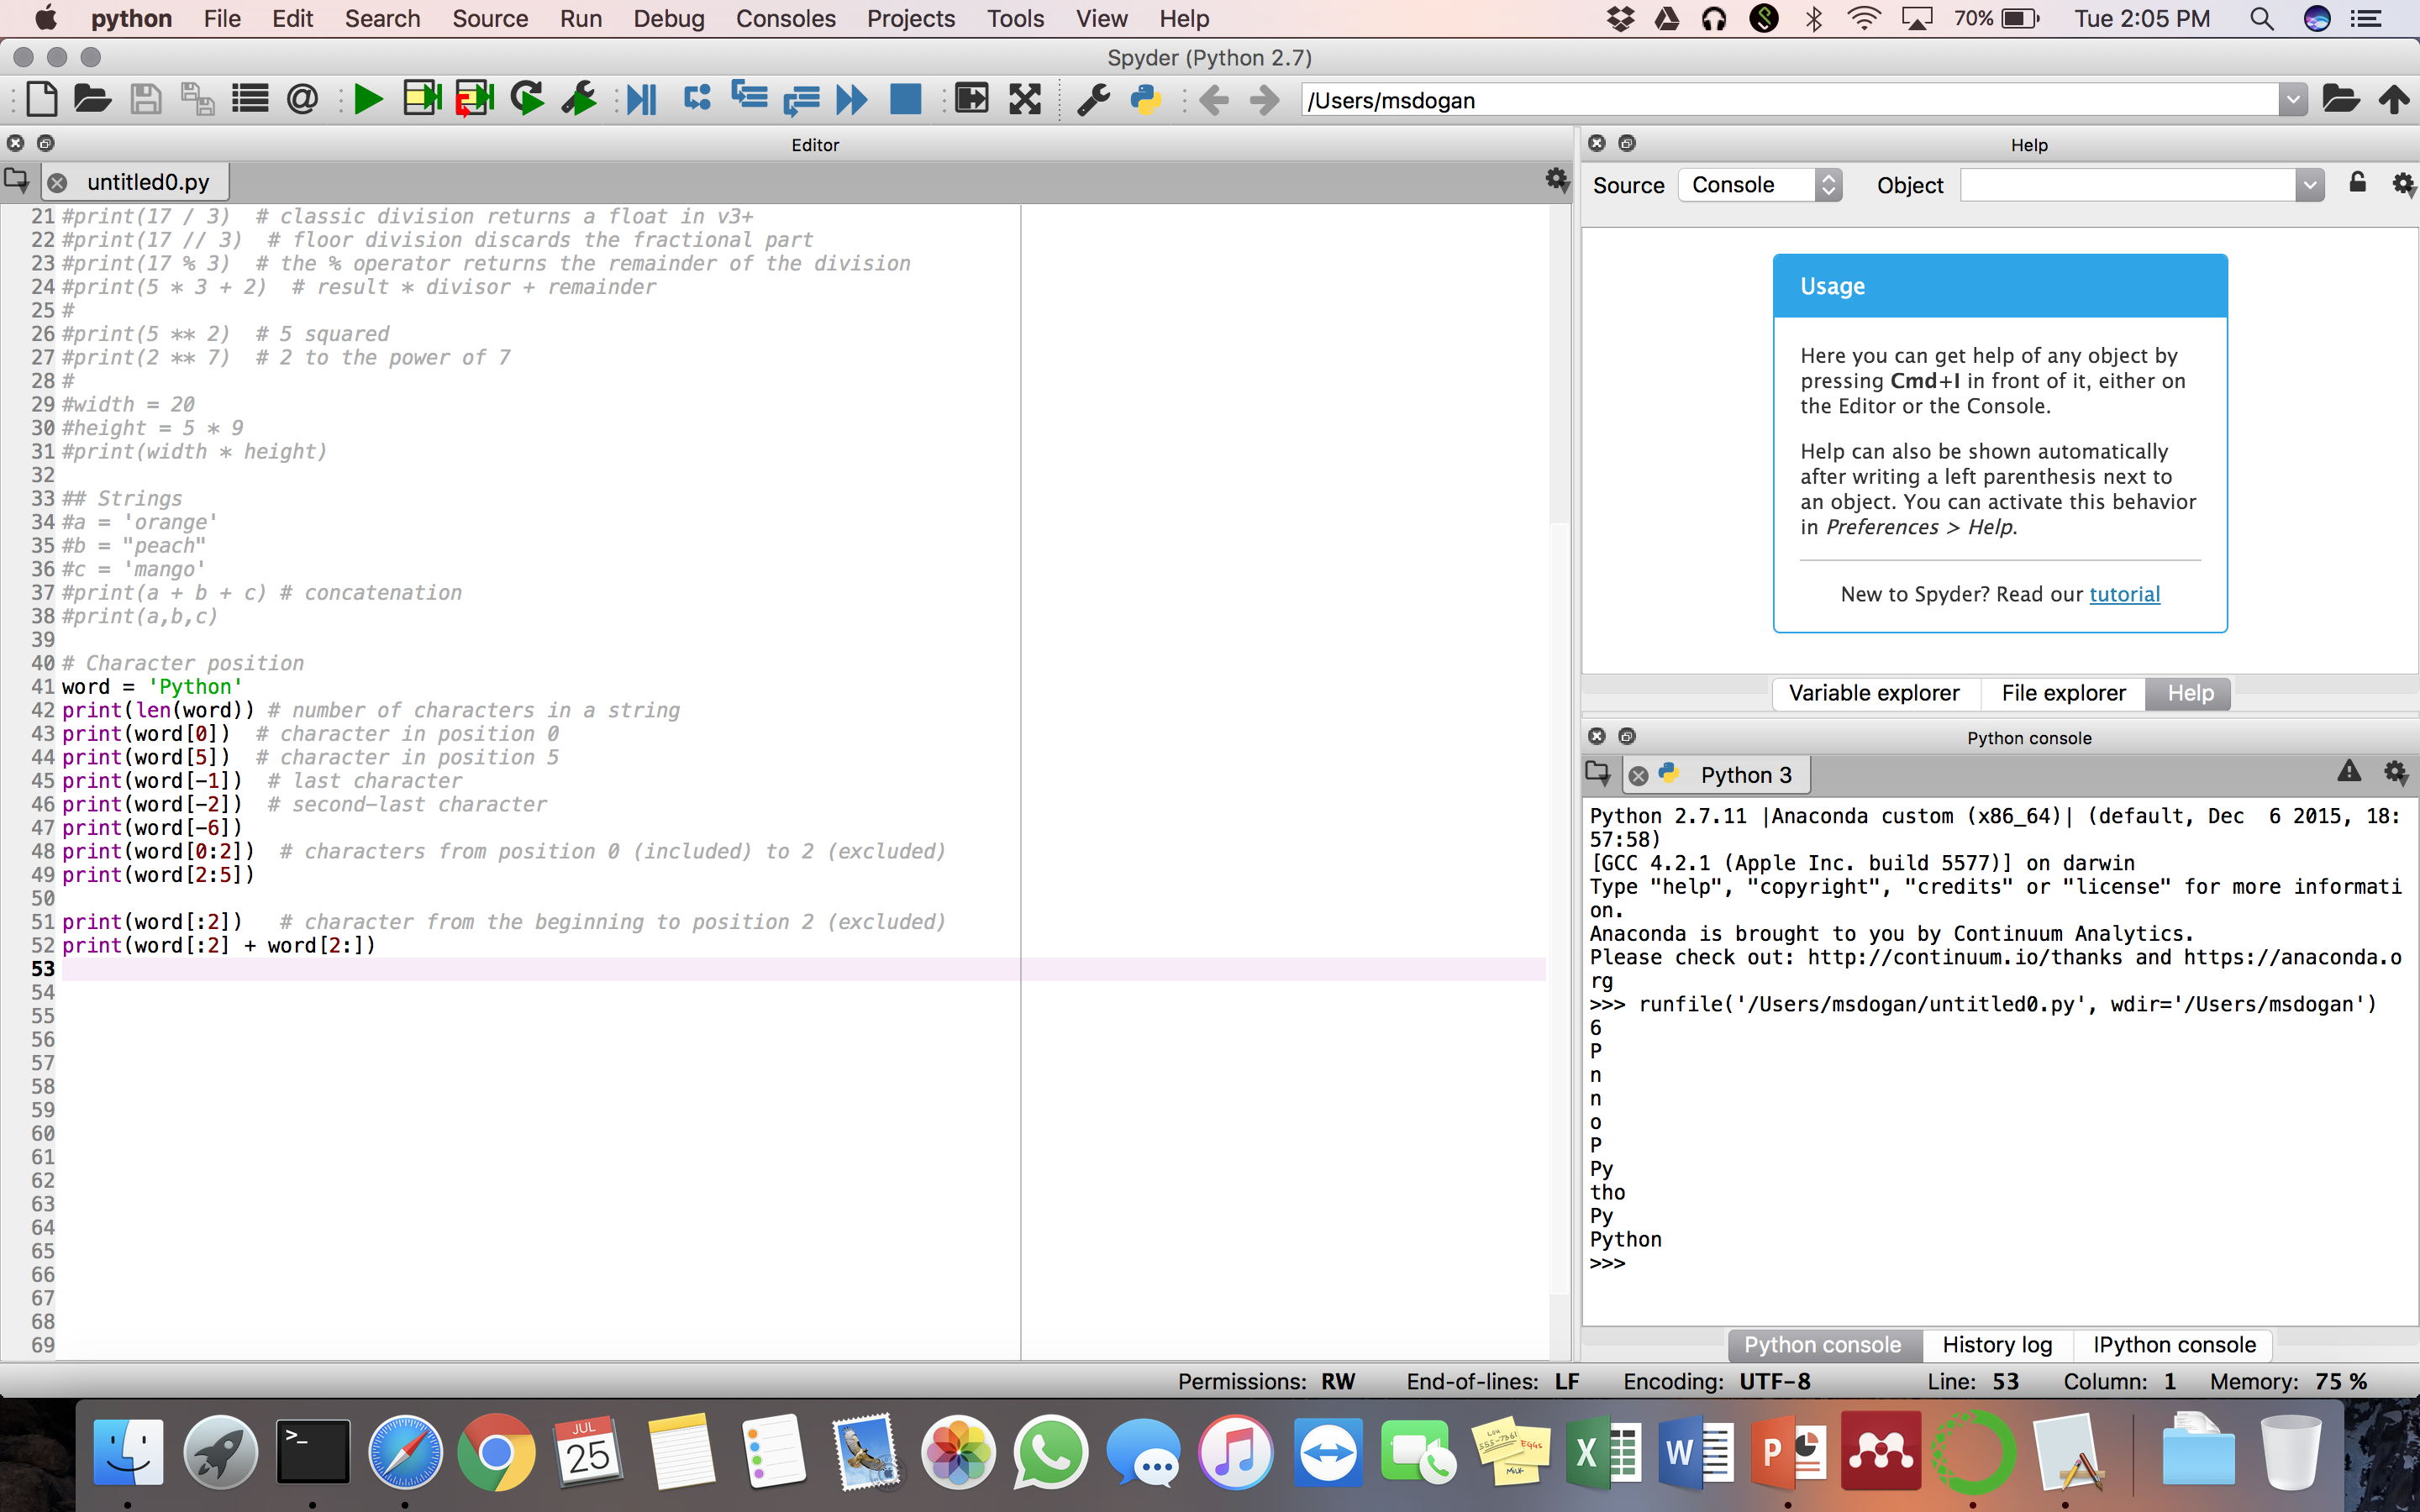 python File Edit Search Source Run Debug Consoles Projects Tools View Help 70% Tue 2:05 PM
Spyder (Python 2.7)
/Users/msdogan
Editor
untitled0.py
21 #print(17 / 3)  # classic division returns a float in v3+
22 #print(17 // 3)  # floor division discards the fractional part
23 #print(17 % 3)  # the % operator returns the remainder of the division
24 #print(5 * 3 + 2)  # result * divisor + remainder
25 #
26 #print(5 ** 2)  # 5 squared
27 #print(2 ** 7)  # 2 to the power of 7
28 #
29 #width = 20
30 #height = 5 * 9
31 #print(width * height)
32
33 ## Strings
34 #a = 'orange'
35 #b = "peach"
36 #c = 'mango'
37 #print(a + b + c) # concatenation
38 #print(a,b,c)
39
40 # Character position
41 word = 'Python'
42 print(len(word)) # number of characters in a string
43 print(word[0])  # character in position 0
44 print(word[5])  # character in position 5
45 print(word[-1])  # last character
46 print(word[-2])  # second-last character
47 print(word[-6])
48 print(word[0:2])  # characters from position 0 (included) to 2 (excluded)
49 print(word[2:5])
50
51 print(word[:2])   # character from the beginning to position 2 (excluded)
52 print(word[:2] + word[2:])
53
54
55
56
57
58
59
60
61
62
63
64
65
66
67
68
69
Help
Source Console Object
Usage
Here you can get help of any object by
pressing Cmd+I in front of it, either on
the Editor or the Console.
Help can also be shown automatically
after writing a left parenthesis next to
an object. You can activate this behavior
in Preferences > Help.
New to Spyder? Read our tutorial
Variable explorer File explorer Help
Python console
Python 3
Python 2.7.11 |Anaconda custom (x86_64)| (default, Dec  6 2015, 18:
57:58)
[GCC 4.2.1 (Apple Inc. build 5577)] on darwin
Type "help", "copyright", "credits" or "license" for more informati
on.
Anaconda is brought to you by Continuum Analytics.
Please check out: http://continuum.io/thanks and https://anaconda.o
rg
>>> runfile('/Users/msdogan/untitled0.py', wdir='/Users/msdogan')
6
P
n
n
o
P
Py
tho
Py
Python
>>>
Python console History log IPython console
Permissions: RW End-of-lines: LF Encoding: UTF-8 Line: 53 Column: 1 Memory: 75 %
JUL
25